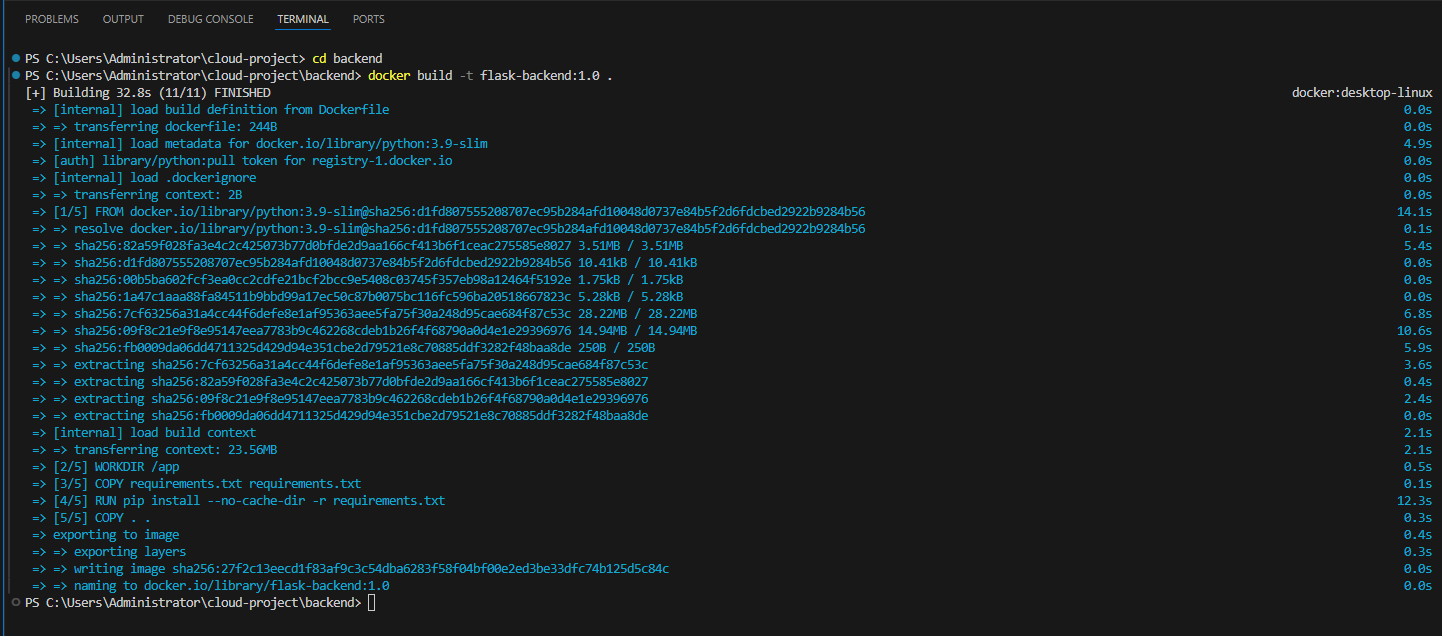 PROBLEMS OUTPUT DEBUG CONSOLE TERMINAL PORTS
PS C:\Users\Administrator\cloud-project> cd backend
PS C:\Users\Administrator\cloud-project\backend> docker build -t flask-backend:1.0 .
[+] Building 32.8s (11/11) FINISHED docker:desktop-linux
=> [internal] load build definition from Dockerfile 0.0s
=> => transferring dockerfile: 244B 0.0s
=> [internal] load metadata for docker.io/library/python:3.9-slim 4.9s
=> [auth] library/python:pull token for registry-1.docker.io 0.0s
=> [internal] load .dockerignore 0.0s
=> => transferring context: 2B 0.0s
=> [1/5] FROM docker.io/library/python:3.9-slim@sha256:d1fd807555208707ec95b284afd10048d0737e84b5f2d6fdcbed2922b9284b56 14.1s
=> => resolve docker.io/library/python:3.9-slim@sha256:d1fd807555208707ec95b284afd10048d0737e84b5f2d6fdcbed2922b9284b56 0.1s
=> => sha256:82a59f028fa3e4c2c425073b77d0bfde2d9aa166cf413b6f1ceac275585e8027 3.51MB / 3.51MB 5.4s
=> => sha256:d1fd807555208707ec95b284afd10048d0737e84b5f2d6fdcbed2922b9284b56 10.41kB / 10.41kB 0.0s
=> => sha256:00b5ba602fcf3ea0cc2cdfe21bcf2bcc9e5408c03745f357eb98a12464f5192e 1.75kB / 1.75kB 0.0s
=> => sha256:1a47c1aaa88fa84511b9bbd99a17ec50c87b0075bc116fc596ba20518667823c 5.28kB / 5.28kB 0.0s
=> => sha256:7cf63256a31a4cc44f6defe8e1af95363aee5fa75f30a248d95cae684f87c53c 28.22MB / 28.22MB 6.8s
=> => sha256:09f8c21e9f8e95147eea7783b9c462268cdeb1b26f4f68790a0d4e1e29396976 14.94MB / 14.94MB 10.6s
=> => sha256:fb0009da06dd4711325d429d94e351cbe2d79521e8c70885ddf3282f48baa8de 250B / 250B 5.9s
=> => extracting sha256:7cf63256a31a4cc44f6defe8e1af95363aee5fa75f30a248d95cae684f87c53c 3.6s
=> => extracting sha256:82a59f028fa3e4c2c425073b77d0bfde2d9aa166cf413b6f1ceac275585e8027 0.4s
=> => extracting sha256:09f8c21e9f8e95147eea7783b9c462268cdeb1b26f4f68790a0d4e1e29396976 2.4s
=> => extracting sha256:fb0009da06dd4711325d429d94e351cbe2d79521e8c70885ddf3282f48baa8de 0.0s
=> [internal] load build context 2.1s
=> => transferring context: 23.56MB 2.1s
=> [2/5] WORKDIR /app 0.5s
=> [3/5] COPY requirements.txt requirements.txt 0.1s
=> [4/5] RUN pip install --no-cache-dir -r requirements.txt 12.3s
=> [5/5] COPY . . 0.3s
=> exporting to image 0.4s
=> => exporting layers 0.3s
=> => writing image sha256:27f2c13eecd1f83af9c3c54dba6283f58f04bf00e2ed3be33dfc74b125d5c84c 0.0s
=> => naming to docker.io/library/flask-backend:1.0 0.0s
PS C:\Users\Administrator\cloud-project\backend>